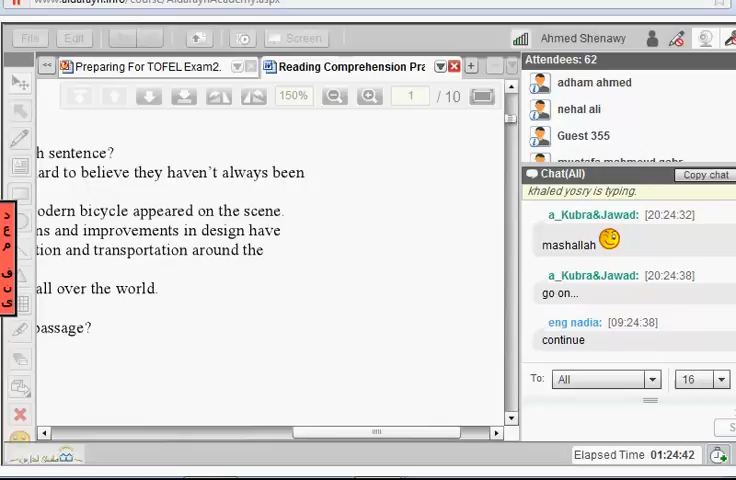 www.aldarayn.info/course/AldaraynAcademy.aspx
File Edit Screen
Ahmed Shenawy
<< Preparing For TOFEL Exam2. Reading Comprehension Pra
Attendees: 62
adham ahmed
nehal ali
Guest 355
mustafa mahmoud
150% 1 / 10
h sentence?
ard to believe they haven't always been
odern bicycle appeared on the scene.
ns and improvements in design have
tion and transportation around the
all over the world.
passage?
Chat(All) Copy chat
khaled yosry is typing.
a_Kubra&Jawad: [20:24:32]
mashallah
a_Kubra&Jawad: [20:24:38]
go on...
eng nadia: [09:24:38]
continue
To: All 16
Elapsed Time 01:24:42